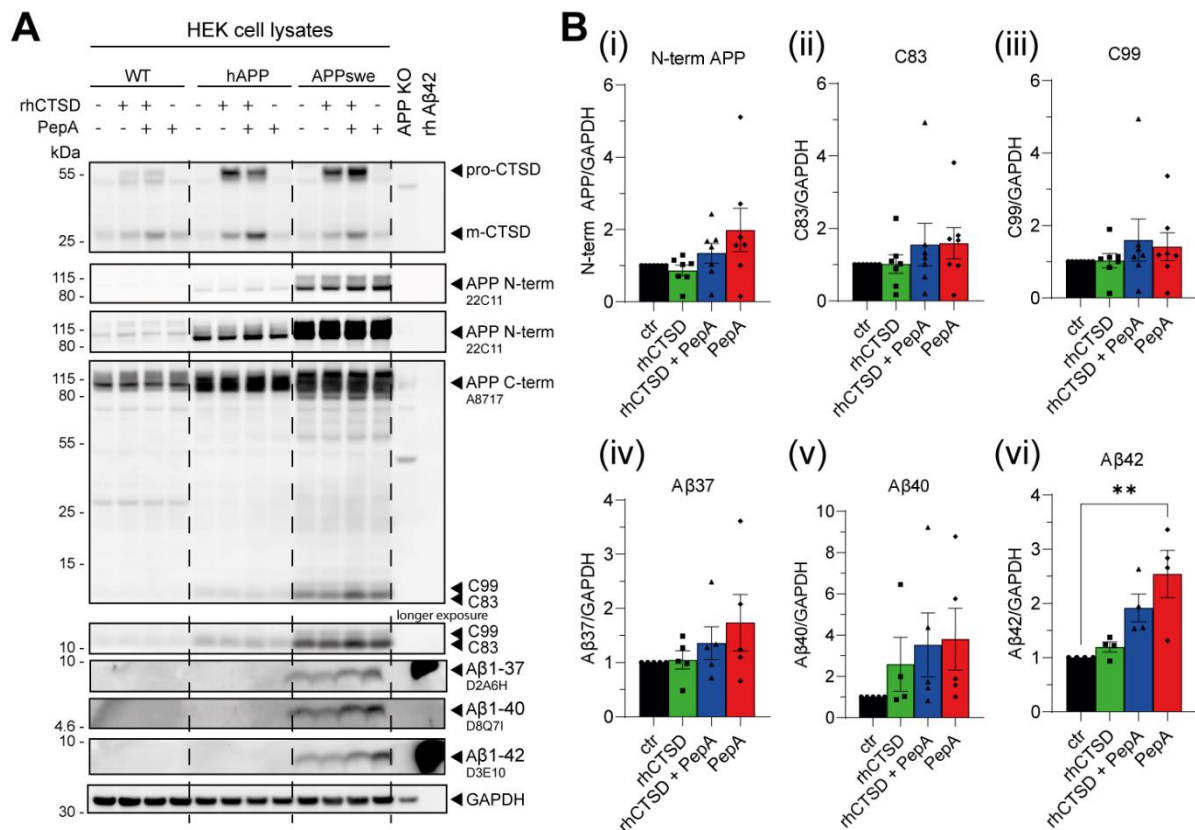 A
HEK cell lysates
WT hAPP APPswe APP KO rh Aβ42
rhCTSD - + + - - + + - - + + -
PepA - - + + - - + + - - + +
kDa
55 - pro-CTSD
25 - m-CTSD
115 - APP N-term
80 - 22C11
115 - APP N-term
80 - 22C11
115 - APP C-term
80 - A8717
55 -
25 -
15 -
C99
C83
longer exposure
C99
10 - C83
10 - Aβ1-37
D2A6H
Aβ1-40
4.6 - D8Q7I
10 - Aβ1-42
D3E10
GAPDH
30 -
B
(i) N-term APP
N-term APP/GAPDH
6
4
2
1
0
ctr
rhCTSD
rhCTSD + PepA
PepA
(ii) C83
C83/GAPDH
6
4
2
1
0
ctr
rhCTSD
rhCTSD + PepA
PepA
(iii) C99
C99/GAPDH
6
4
2
1
0
ctr
rhCTSD
rhCTSD + PepA
PepA
(iv) Aβ37
Aβ37/GAPDH
4
3
2
1
0
ctr
rhCTSD
rhCTSD + PepA
PepA
(v) Aβ40
Aβ40/GAPDH
10
8
6
4
2
1
0
ctr
rhCTSD
rhCTSD + PepA
PepA
(vi) Aβ42
Aβ42/GAPDH
**
4
3
2
1
0
ctr
rhCTSD
rhCTSD + PepA
PepA